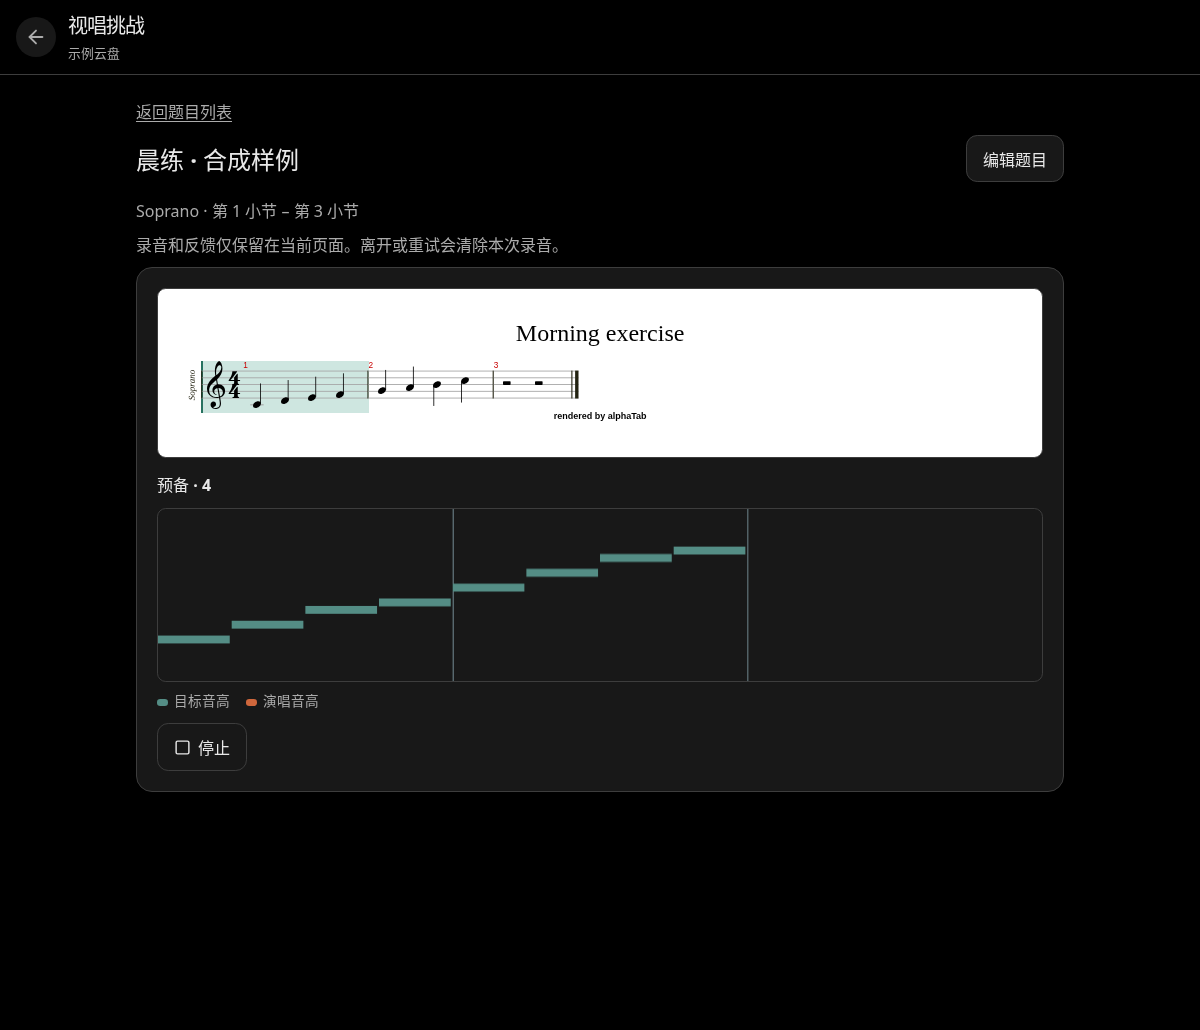 视唱挑战
示例云盘
返回题目列表
晨练 · 合成样例
编辑题目
Soprano · 第 1 小节 – 第 3 小节
录音和反馈仅保留在当前页面。离开或重试会清除本次录音。
Morning exercise
Soprano
1
2
3
4
4
rendered by alphaTab
预备 · 4
目标音高
演唱音高
停止